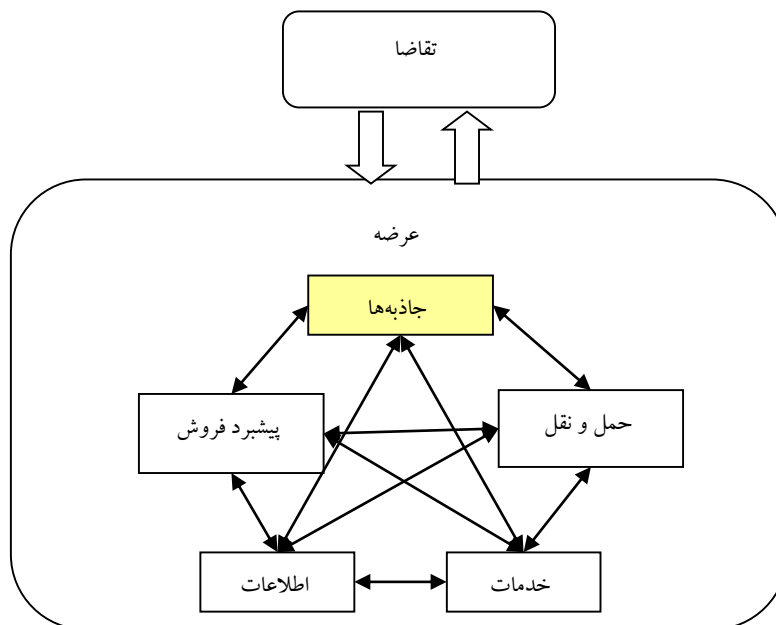 تقاضا
عرضه
جاذبه‌ها
حمل و نقل
پیشبرد فروش
خدمات
اطلاعات